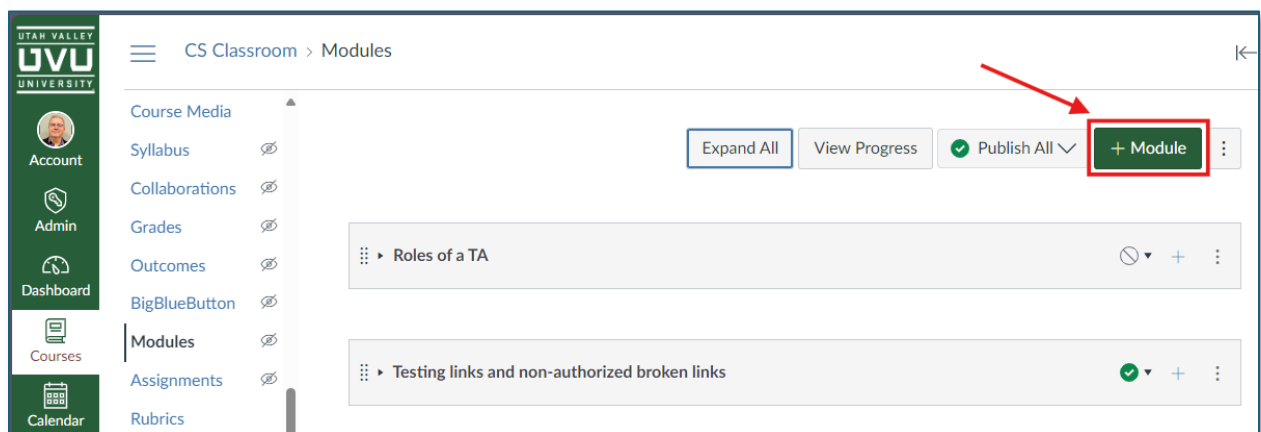 UTAH VALLEY
UVU
UNIVERSITY
CS Classroom > Modules
Account
Admin
Dashboard
Courses
Calendar
Course Media
Syllabus
Collaborations
Grades
Outcomes
BigBlueButton
Modules
Assignments
Rubrics
Expand All View Progress Publish All + Module
Roles of a TA
Testing links and non-authorized broken links